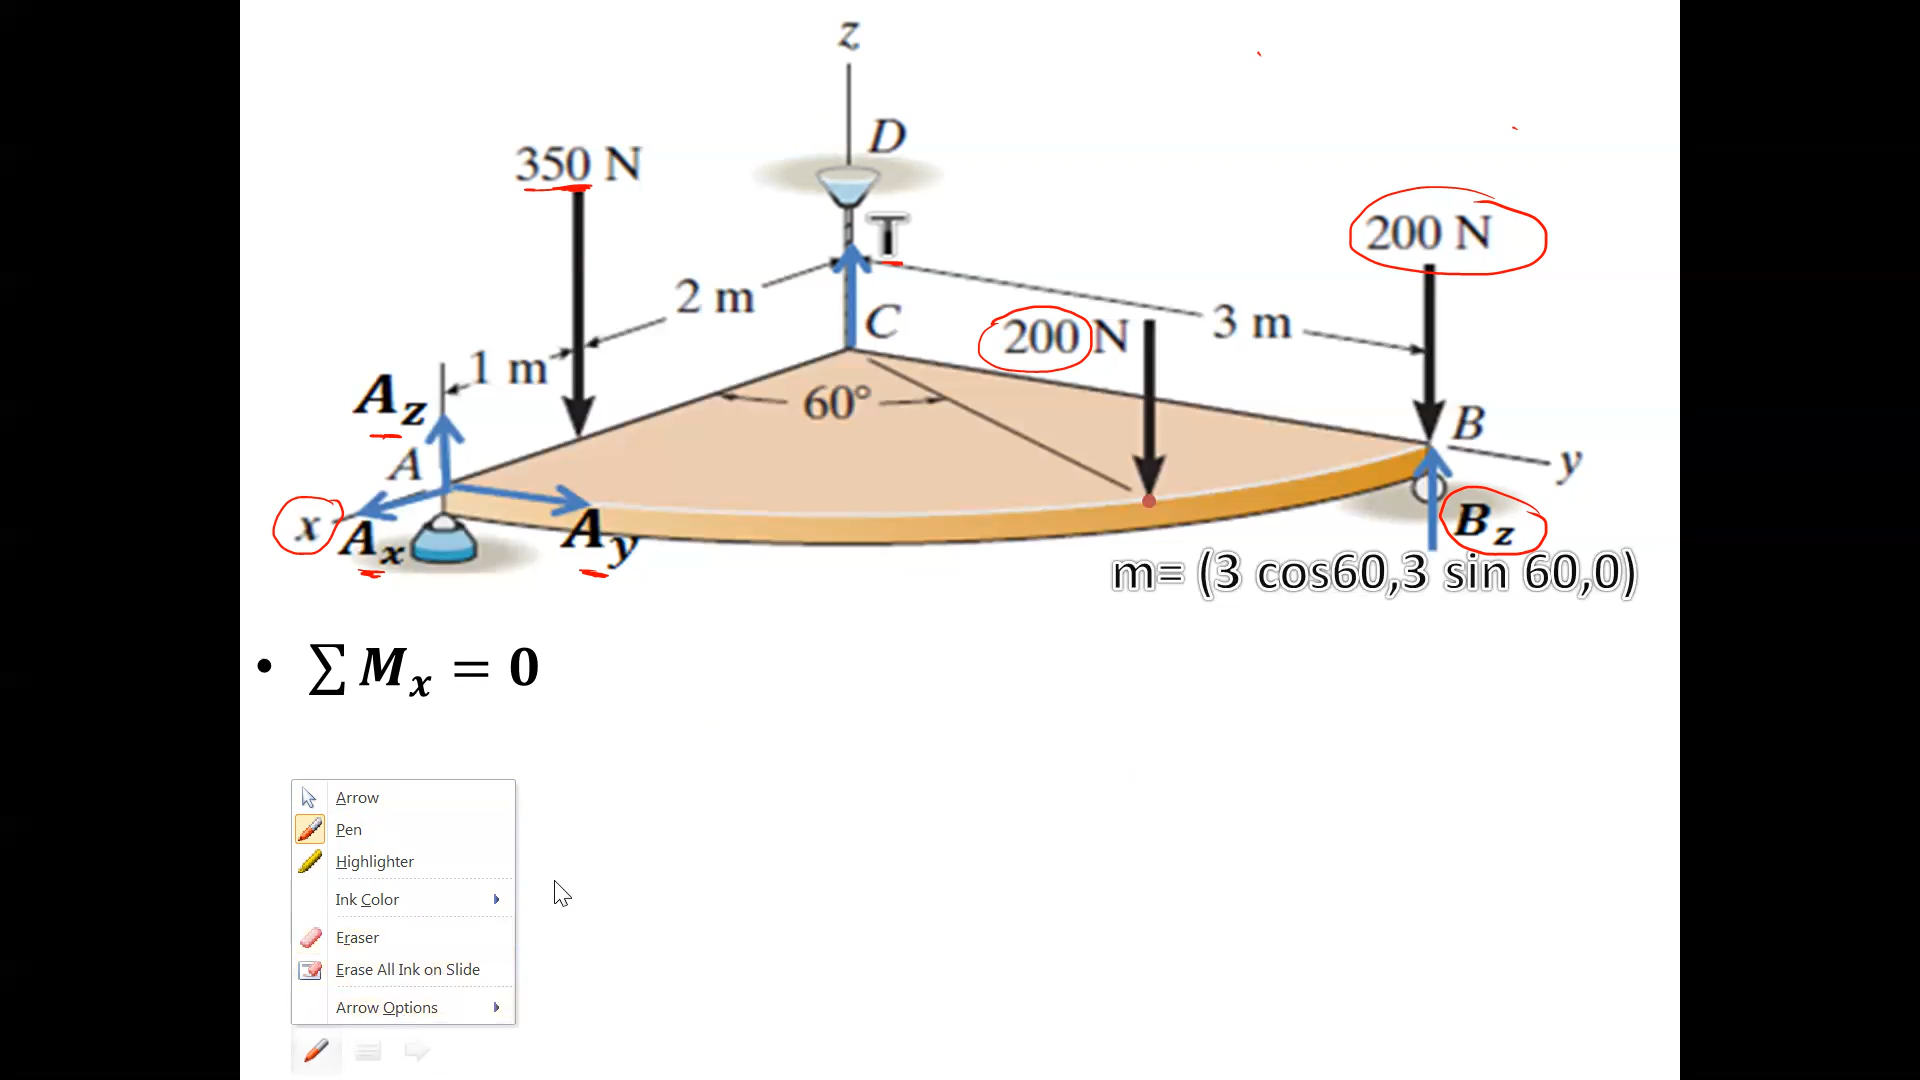 z
D
350 N
T
200 N
2 m
C
200 N
3 m
1 m
A_z
60°
B
A
y
x
A_x
A_y
B_z
m= (3 cos60,3 sin 60,0)
• ∑ M_x = 0
Arrow
Pen
Highlighter
Ink Color
Eraser
Erase All Ink on Slide
Arrow Options